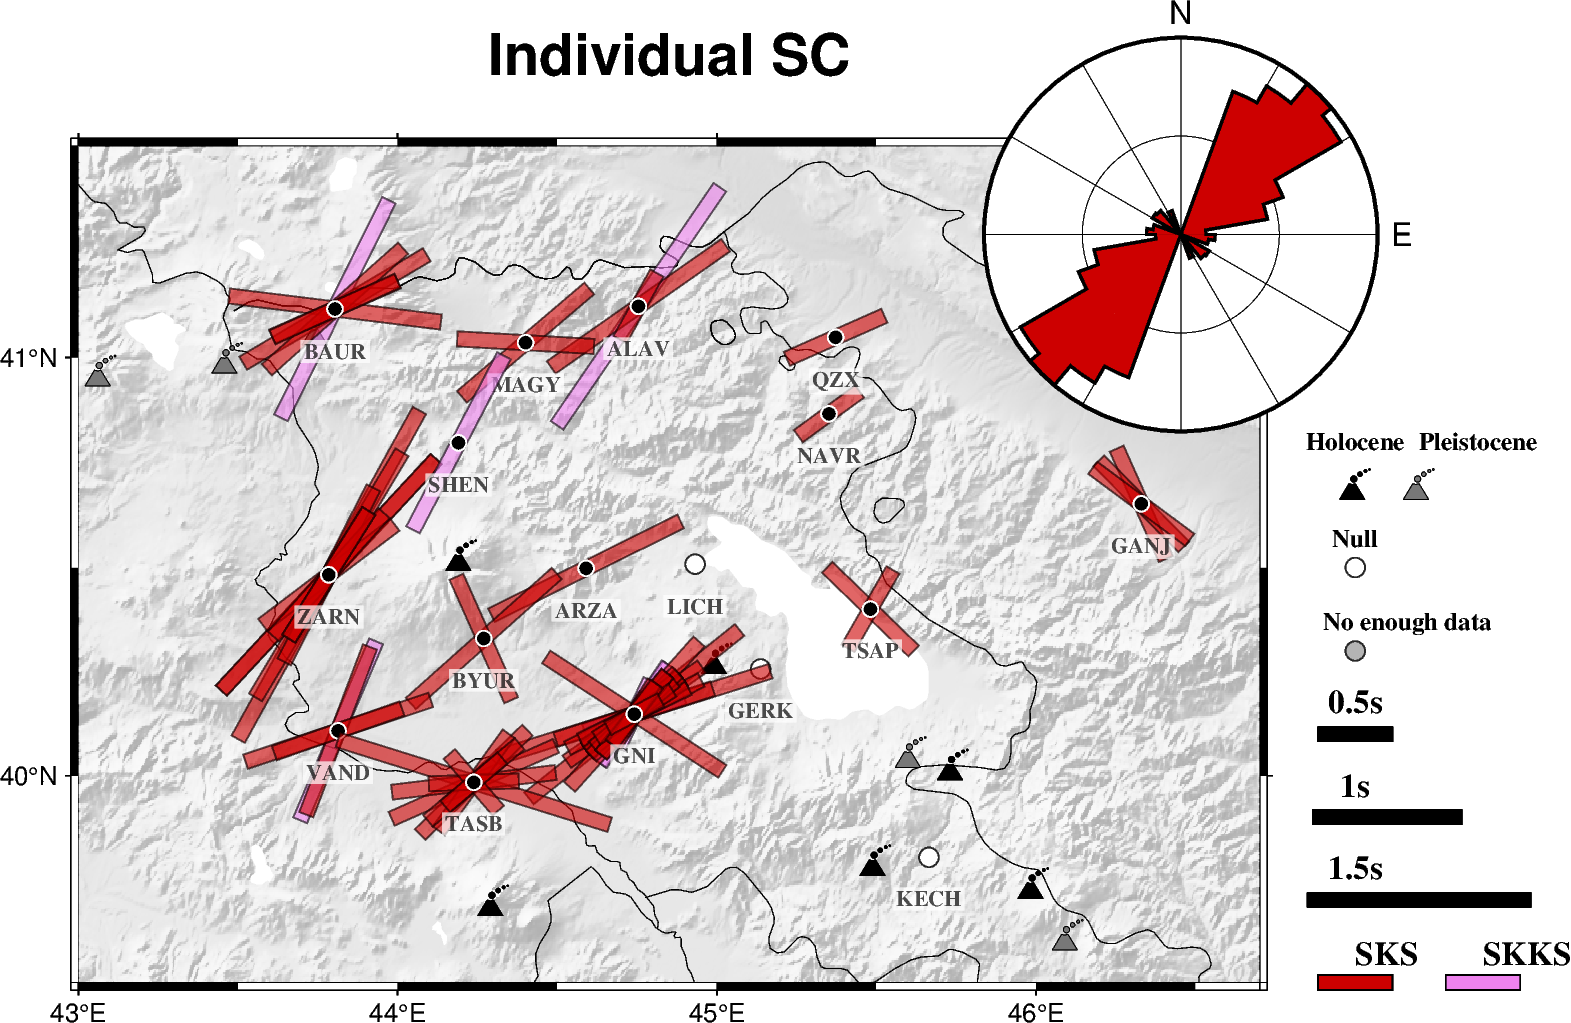 Individual SC
N
E
BAUR
MAGY
ALAV
QZX
NAVR
SHEN
GANJ
ZARN
ARZA
LICH
BYUR
TSAP
VAND
GNI
GERK
TASB
KECH
41°N
40°N
43°E
44°E
45°E
46°E
Holocene Pleistocene
Null
No enough data
0.5s
1s
1.5s
SKS SKKS